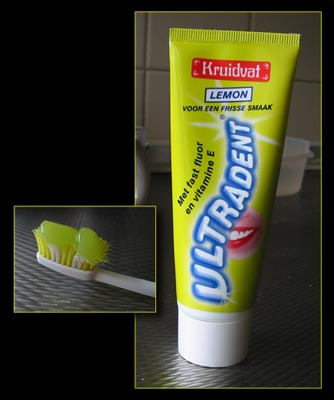 Kruidvat
LEMON
VOOR EEN FRISSE SMAAK
Met fast fluor
en vitamine E
ULTRADENT®